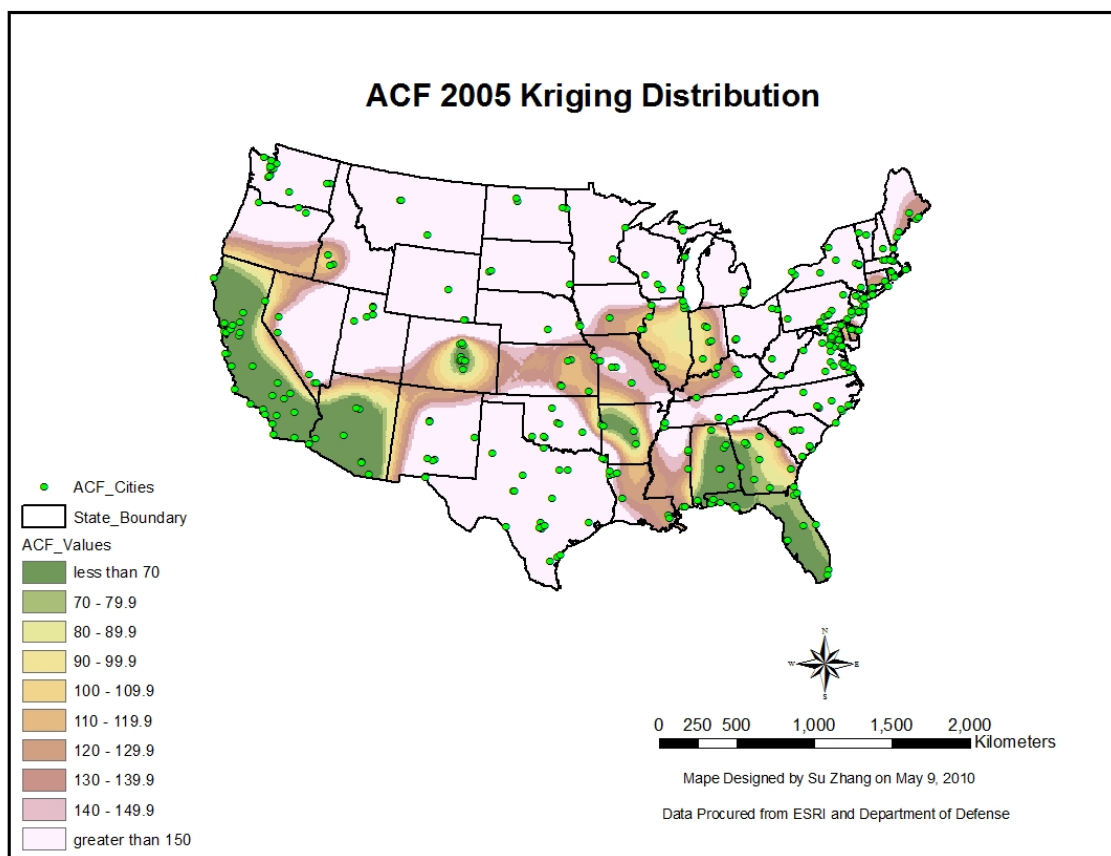 ACF 2005 Kriging Distribution
ACF_Cities
State_Boundary
ACF_Values
less than 70
70 - 79.9
80 - 89.9
90 - 99.9
100 - 109.9
110 - 119.9
120 - 129.9
130 - 139.9
140 - 149.9
greater than 150
N
W E
S
0 250 500 1,000 1,500 2,000
Kilometers
Mape Designed by Su Zhang on May 9, 2010
Data Procured from ESRI and Department of Defense